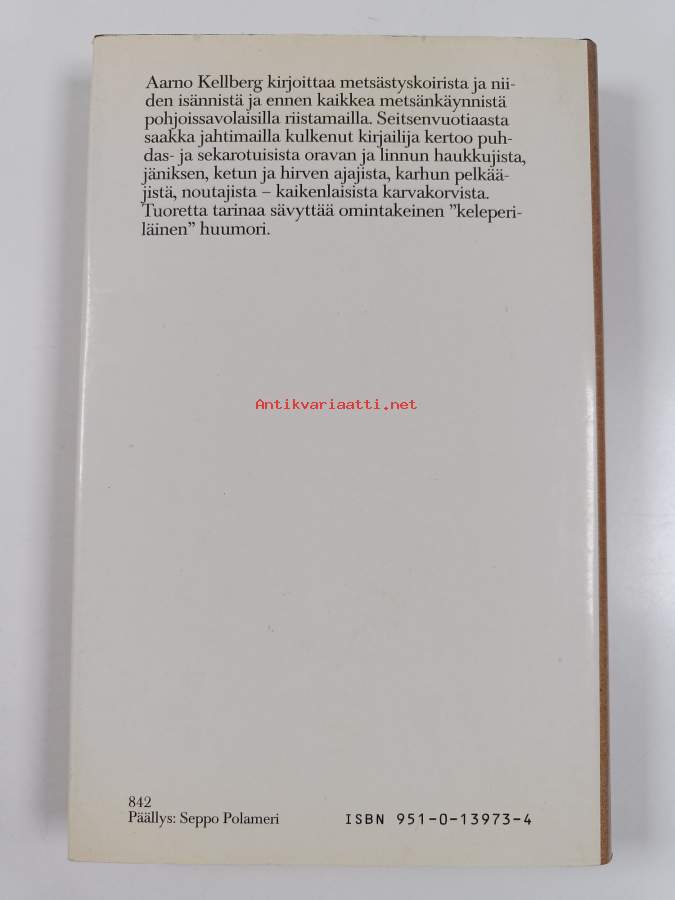 Aarno Kellberg kirjoittaa metsästyskoirista ja nii-
den isännistä ja ennen kaikkea metsänkäynnistä
pohjoissavolaisilla riistamailla. Seitsenvuotiaasta
saakka jahtimailla kulkenut kirjailija kertoo puh-
das- ja sekarotuisista oravan ja linnun haukkujista,
jäniksen, ketun ja hirven ajajista, karhun pelkää-
jistä, noutajista – kaikenlaisista karvakorvista.
Tuoretta tarinaa sävyttää omintakeinen ”keleperi-
läinen” huumori.
Antikvariaatti.net
842
Päällys: Seppo Polameri
ISBN 951-0-13973-4